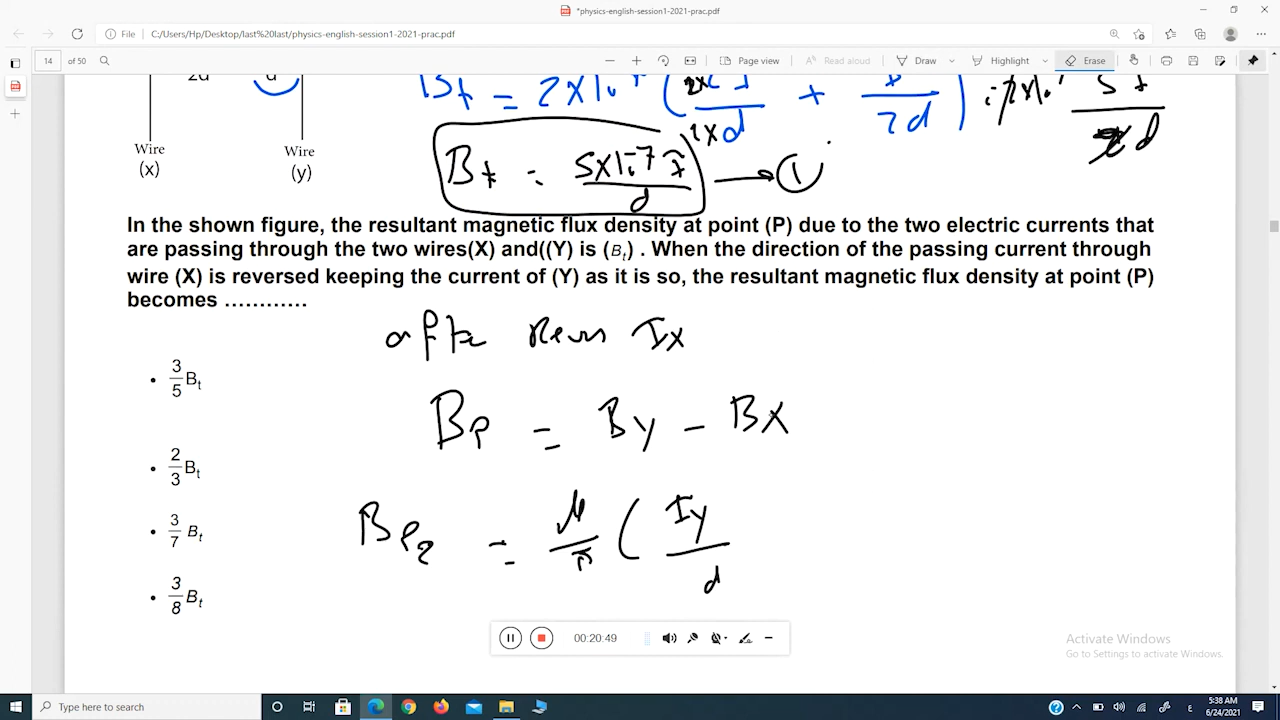 *physics-english-session1-2021-prac.pdf
File | C:/Users/Hp/Desktop/last%20last/physics-english-session1-2021-prac.pdf
14 of 50
Page view | Read aloud | Draw | Highlight | Erase
2d d
Wire
(x)
Wire
(y)
2d
d
Bt = 5x10-7 I
d
1
In the shown figure, the resultant magnetic flux density at point (P) due to the two electric currents that
are passing through the two wires(X) and((Y) is (Bt) . When the direction of the passing current through
wire (X) is reversed keeping the current of (Y) as it is so, the resultant magnetic flux density at point (P)
becomes …………
Ix
• 3/5 Bt
BP = By - BX
• 2/3 Bt
BP2 = μ/π ( Iy/d
• 3/7 Bt
• 3/8 Bt
00:20:49
Activate Windows
Go to Settings to activate Windows.
Type here to search
5:38 AM
6/24/2021